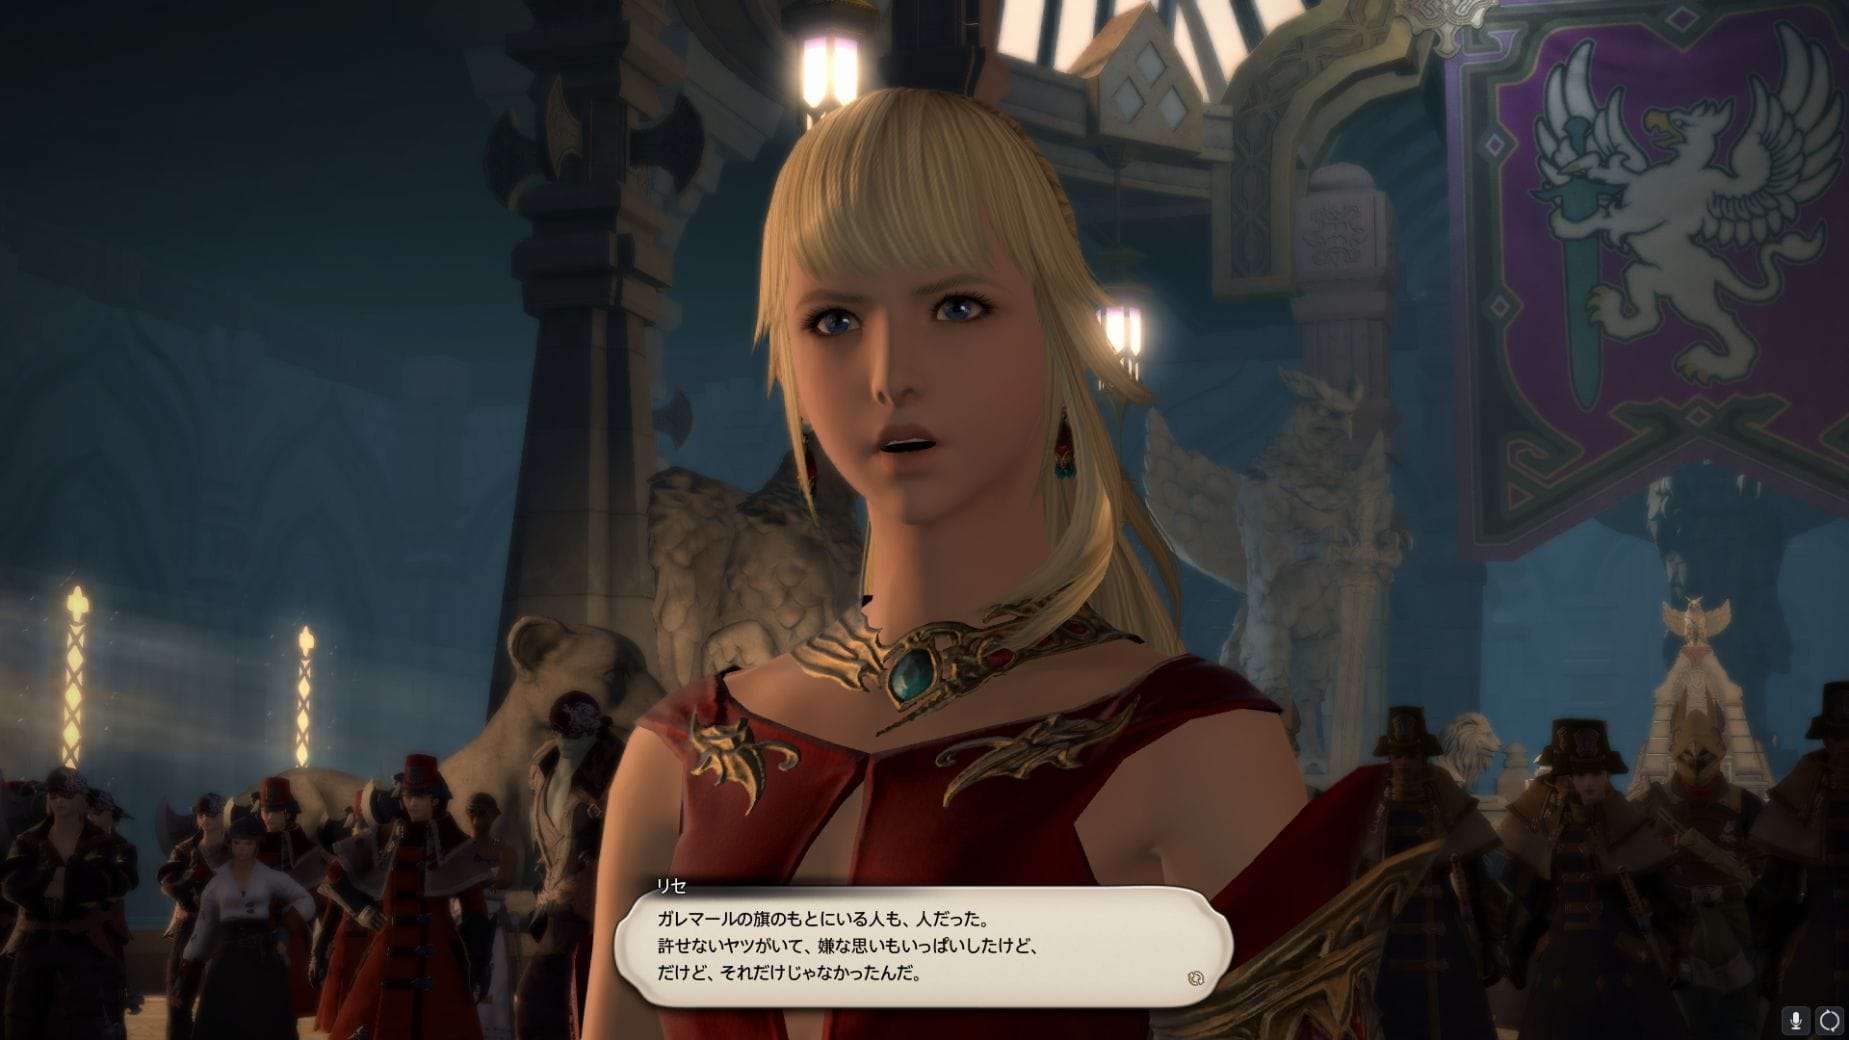 リセ
ガレマールの旗のもとにいる人も、人だった。
許せないヤツがいて、嫌な思いもいっぱいしたけど、
だけど、それだけじゃなかったんだ。